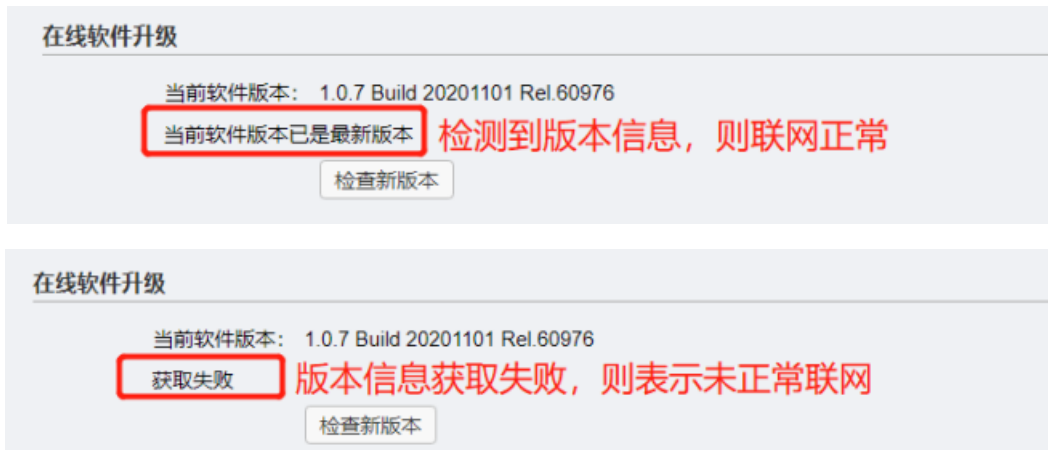 在线软件升级
当前软件版本： 1.0.7 Build 20201101 Rel.60976
当前软件版本已是最新版本 检测到版本信息，则联网正常
检查新版本
在线软件升级
当前软件版本： 1.0.7 Build 20201101 Rel.60976
获取失败 版本信息获取失败，则表示未正常联网
检查新版本